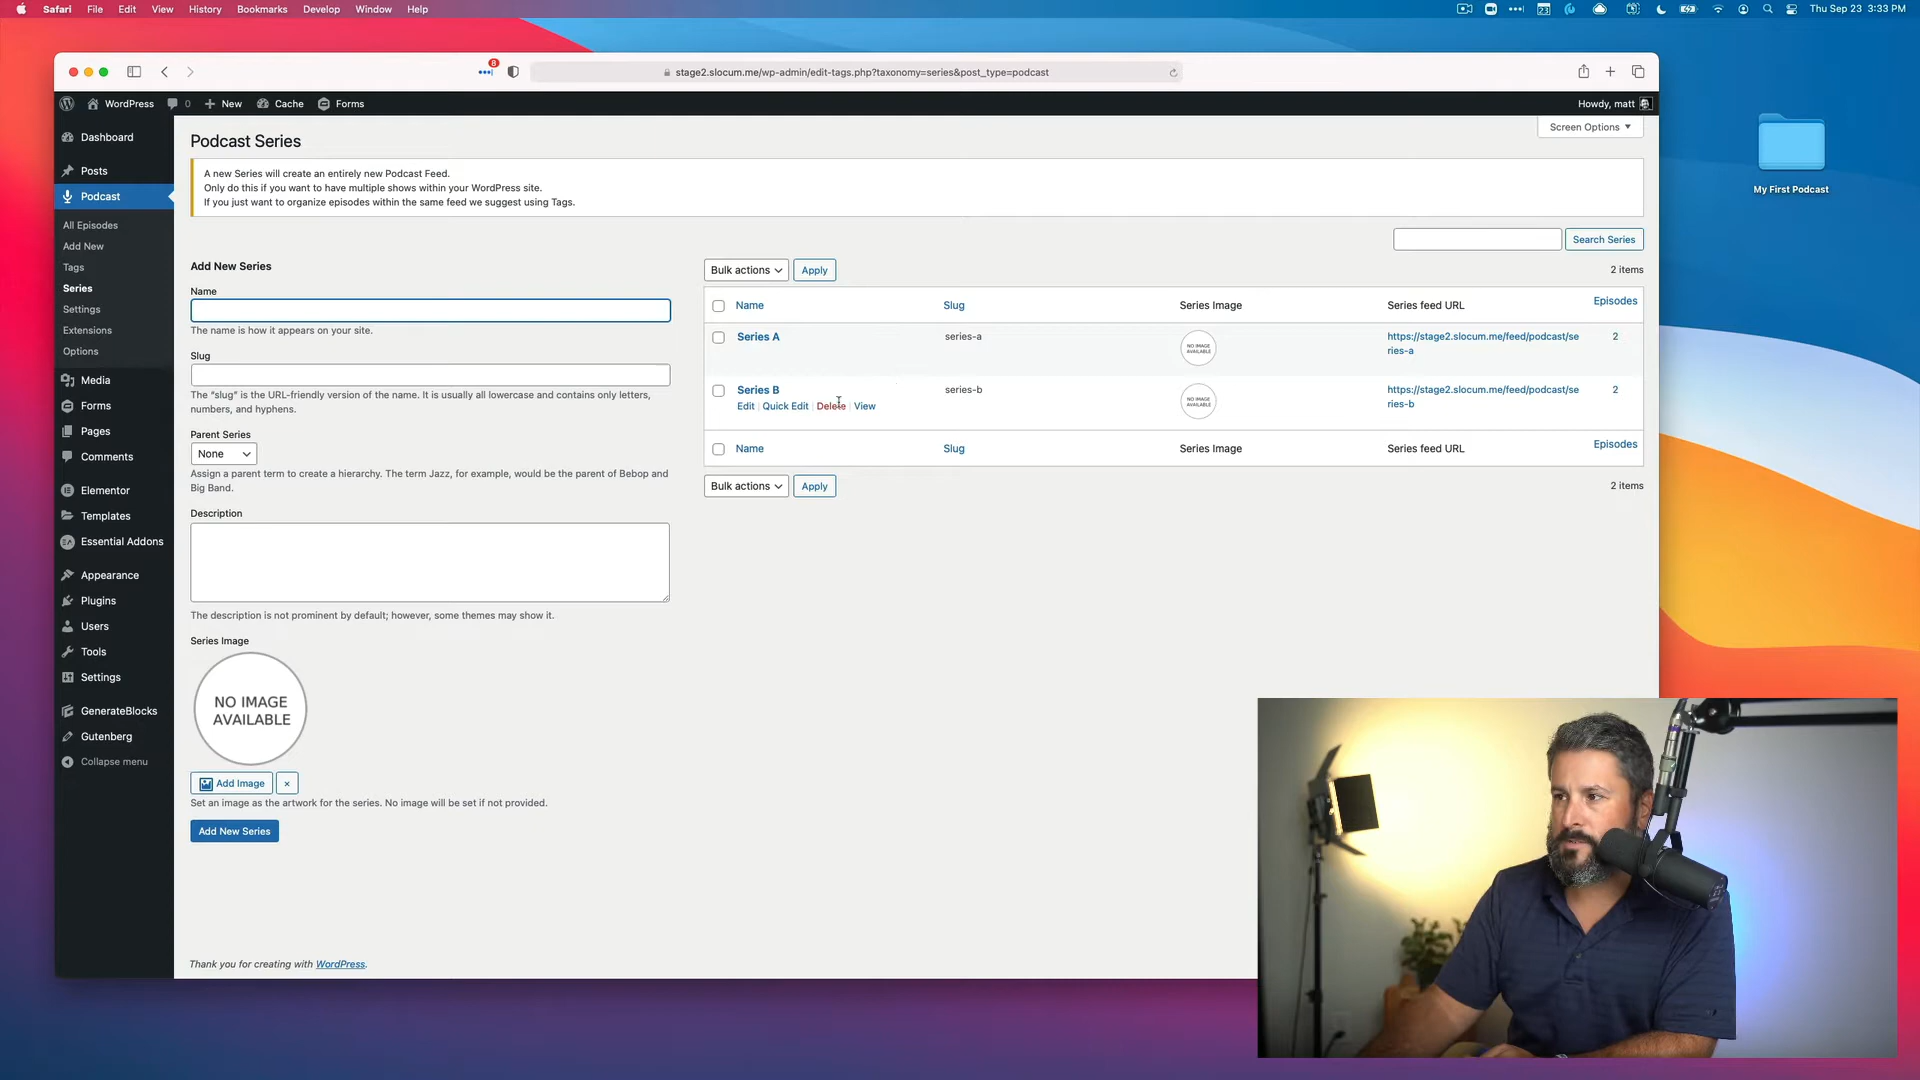 Safari File Edit View History Bookmarks Develop Window Help
23 Thu Sep 23 3:33 PM
8
stage2.slocum.me/wp-admin/edit-tags.php?taxonomy=series&post_type=podcast
WordPress 0 New Cache Forms Howdy, matt
Screen Options
My First Podcast
Dashboard
Posts
Podcast
All Episodes
Add New
Tags
Series
Settings
Extensions
Options
Media
Forms
Pages
Comments
Elementor
Templates
Essential Addons
Appearance
Plugins
Users
Tools
Settings
GenerateBlocks
Gutenberg
Collapse menu
Podcast Series
A new Series will create an entirely new Podcast Feed.
Only do this if you want to have multiple shows within your WordPress site.
If you just want to organize episodes within the same feed we suggest using Tags.
Search Series
Add New Series
Name
The name is how it appears on your site.
Slug
The “slug” is the URL-friendly version of the name. It is usually all lowercase and contains only letters,
numbers, and hyphens.
Parent Series
None
Assign a parent term to create a hierarchy. The term Jazz, for example, would be the parent of Bebop and
Big Band.
Description
The description is not prominent by default; however, some themes may show it.
Series Image
NO IMAGE
AVAILABLE
Add Image ×
Set an image as the artwork for the series. No image will be set if not provided.
Add New Series
Bulk actions Apply 2 items
Name Slug Series Image Series feed URL Episodes
Series A series-a NO IMAGE AVAILABLE https://stage2.slocum.me/feed/podcast/se 2
ries-a
Series B series-b NO IMAGE AVAILABLE https://stage2.slocum.me/feed/podcast/se 2
ries-b
Edit | Quick Edit | Delete | View
Name Slug Series Image Series feed URL Episodes
Bulk actions Apply 2 items
Thank you for creating with WordPress.